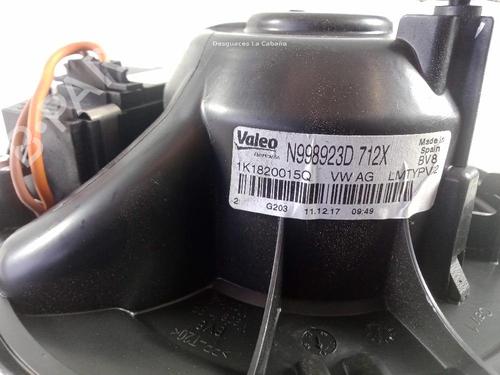 Desguaces La Cabaña
Valeo N998923D 712X Made in Spain
1K1820015Q VW AG LMTYPV2 BV8
2 G203 11.12.17 09:49